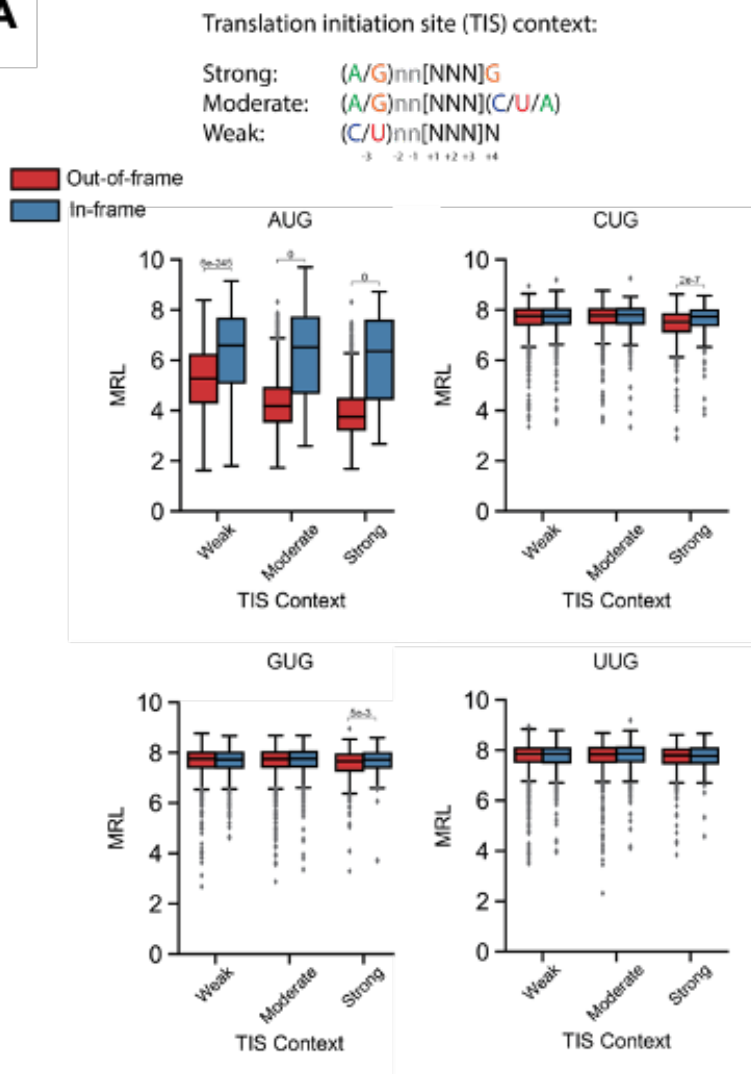 A
Translation initiation site (TIS) context:
Strong: (A/G)nn[NNN]G
Moderate: (A/G)nn[NNN](C/U/A)
Weak: (C/U)nn[NNN]N
-3 -2 -1 +1 +2 +3 +4
Out-of-frame
In-frame
AUG
MRL
10
8
6
4
2
0
6e-245
0
0
Weak
Moderate
Strong
TIS Context
CUG
MRL
10
8
6
4
2
0
2e-7
Weak
Moderate
Strong
TIS Context
GUG
MRL
10
8
6
4
2
0
5e-3
Weak
Moderate
Strong
TIS Context
UUG
MRL
10
8
6
4
2
0
Weak
Moderate
Strong
TIS Context